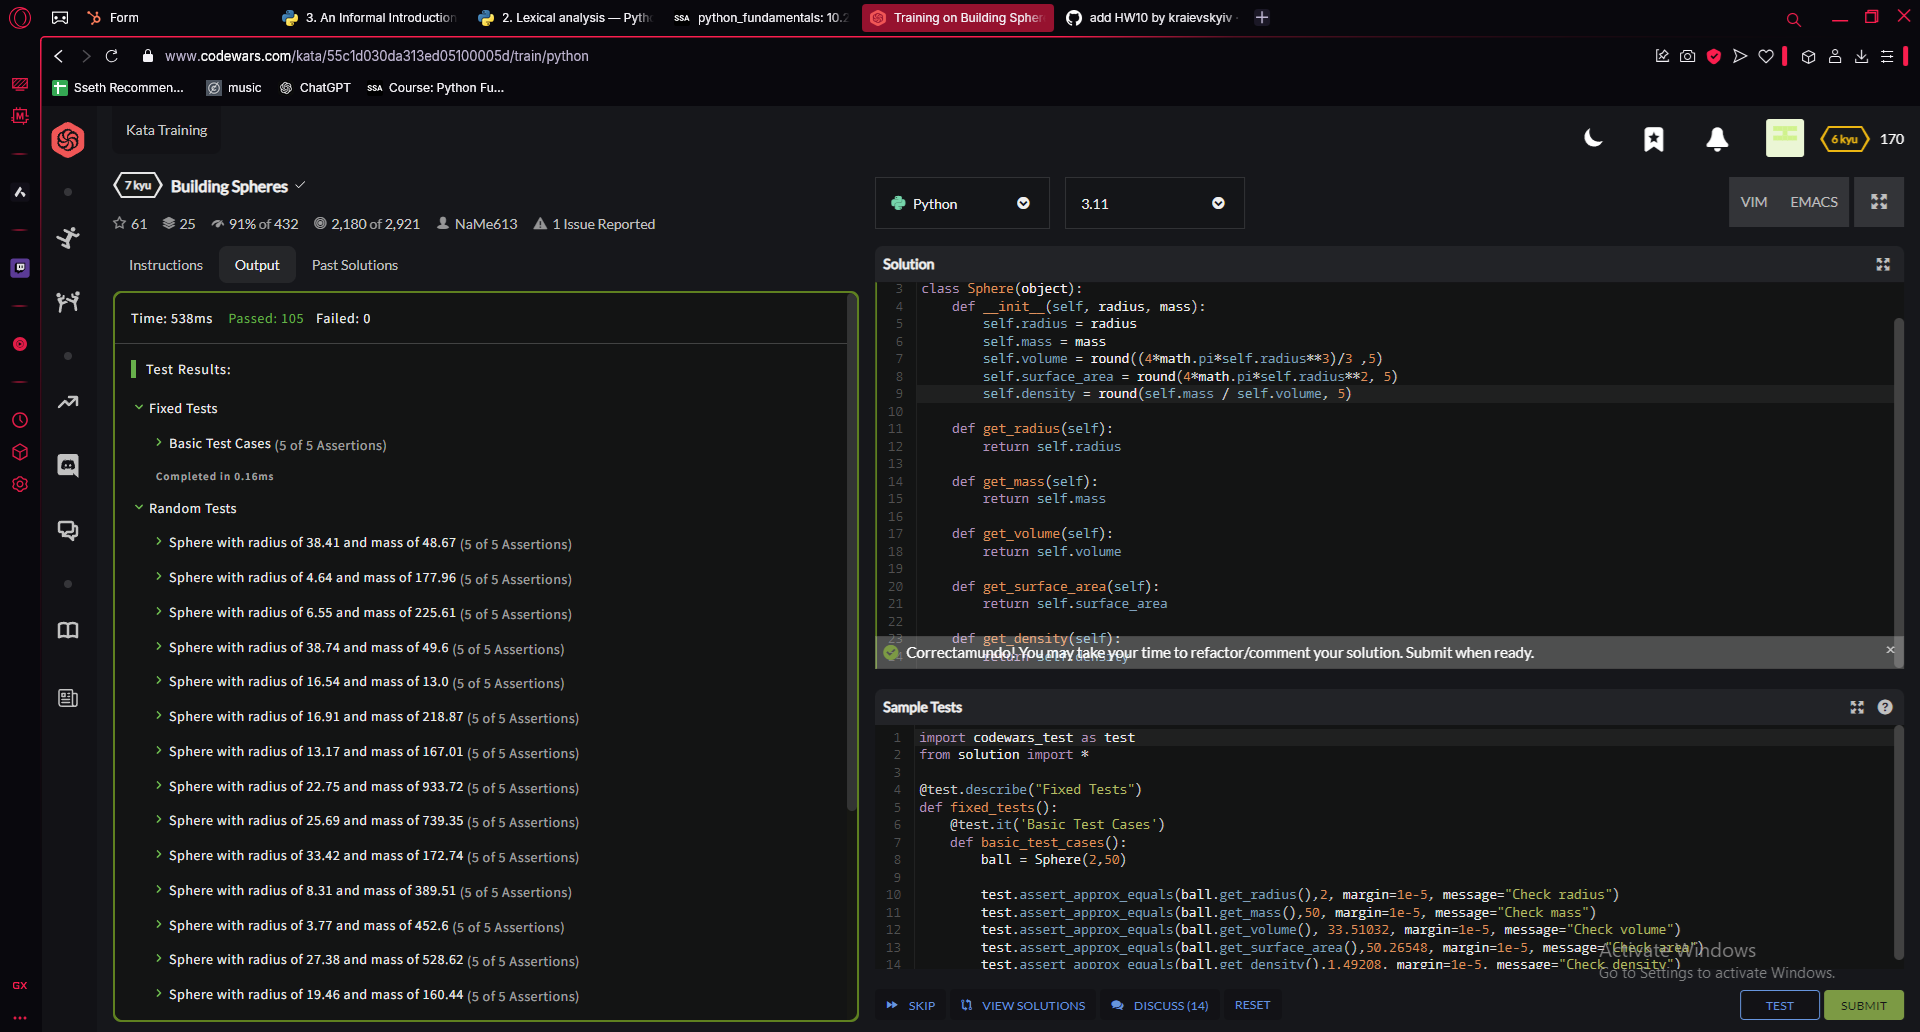 Form
3. An Informal Introduction
2. Lexical analysis — Pytho
SSA python_fundamentals: 10.2
Training on Building Spher
add HW10 by kraievskyiv
www.codewars.com/kata/55c1d030da313ed05100005d/train/python
Sseth Recommen...
music
ChatGPT
SSA Course: Python Fu...
Kata Training
6 kyu
170
7 kyu
Building Spheres
61
25
91% of 432
2,180 of 2,921
NaMe613
1 Issue Reported
Python
3.11
VIM
EMACS
Instructions
Output
Past Solutions
Time: 538ms Passed: 105 Failed: 0
Test Results:
Fixed Tests
Basic Test Cases (5 of 5 Assertions)
Completed in 0.16ms
Random Tests
Sphere with radius of 38.41 and mass of 48.67 (5 of 5 Assertions)
Sphere with radius of 4.64 and mass of 177.96 (5 of 5 Assertions)
Sphere with radius of 6.55 and mass of 225.61 (5 of 5 Assertions)
Sphere with radius of 38.74 and mass of 49.6 (5 of 5 Assertions)
Sphere with radius of 16.54 and mass of 13.0 (5 of 5 Assertions)
Sphere with radius of 16.91 and mass of 218.87 (5 of 5 Assertions)
Sphere with radius of 13.17 and mass of 167.01 (5 of 5 Assertions)
Sphere with radius of 22.75 and mass of 933.72 (5 of 5 Assertions)
Sphere with radius of 25.69 and mass of 739.35 (5 of 5 Assertions)
Sphere with radius of 33.42 and mass of 172.74 (5 of 5 Assertions)
Sphere with radius of 8.31 and mass of 389.51 (5 of 5 Assertions)
Sphere with radius of 3.77 and mass of 452.6 (5 of 5 Assertions)
Sphere with radius of 27.38 and mass of 528.62 (5 of 5 Assertions)
Sphere with radius of 19.46 and mass of 160.44 (5 of 5 Assertions)
GX
Solution
3 class Sphere(object):
4 def __init__(self, radius, mass):
5 self.radius = radius
6 self.mass = mass
7 self.volume = round((4*math.pi*self.radius**3)/3 ,5)
8 self.surface_area = round(4*math.pi*self.radius**2, 5)
9 self.density = round(self.mass / self.volume, 5)
10
11 def get_radius(self):
12 return self.radius
13
14 def get_mass(self):
15 return self.mass
16
17 def get_volume(self):
18 return self.volume
19
20 def get_surface_area(self):
21 return self.surface_area
22
23 def get_density(self):
24 return self.density
Correctamundo! You may take your time to refactor/comment your solution. Submit when ready.
Sample Tests
1 import codewars_test as test
2 from solution import *
3
4 @test.describe("Fixed Tests")
5 def fixed_tests():
6 @test.it('Basic Test Cases')
7 def basic_test_cases():
8 ball = Sphere(2,50)
9
10 test.assert_approx_equals(ball.get_radius(),2, margin=1e-5, message="Check radius")
11 test.assert_approx_equals(ball.get_mass(),50, margin=1e-5, message="Check mass")
12 test.assert_approx_equals(ball.get_volume(), 33.51032, margin=1e-5, message="Check volume")
13 test.assert_approx_equals(ball.get_surface_area(),50.26548, margin=1e-5, message="Check area")
14 test.assert_approx_equals(ball.get_density(),1.49208, margin=1e-5, message="Check density")
Activate Windows
Go to Settings to activate Windows.
SKIP
VIEW SOLUTIONS
DISCUSS (14)
RESET
TEST
SUBMIT